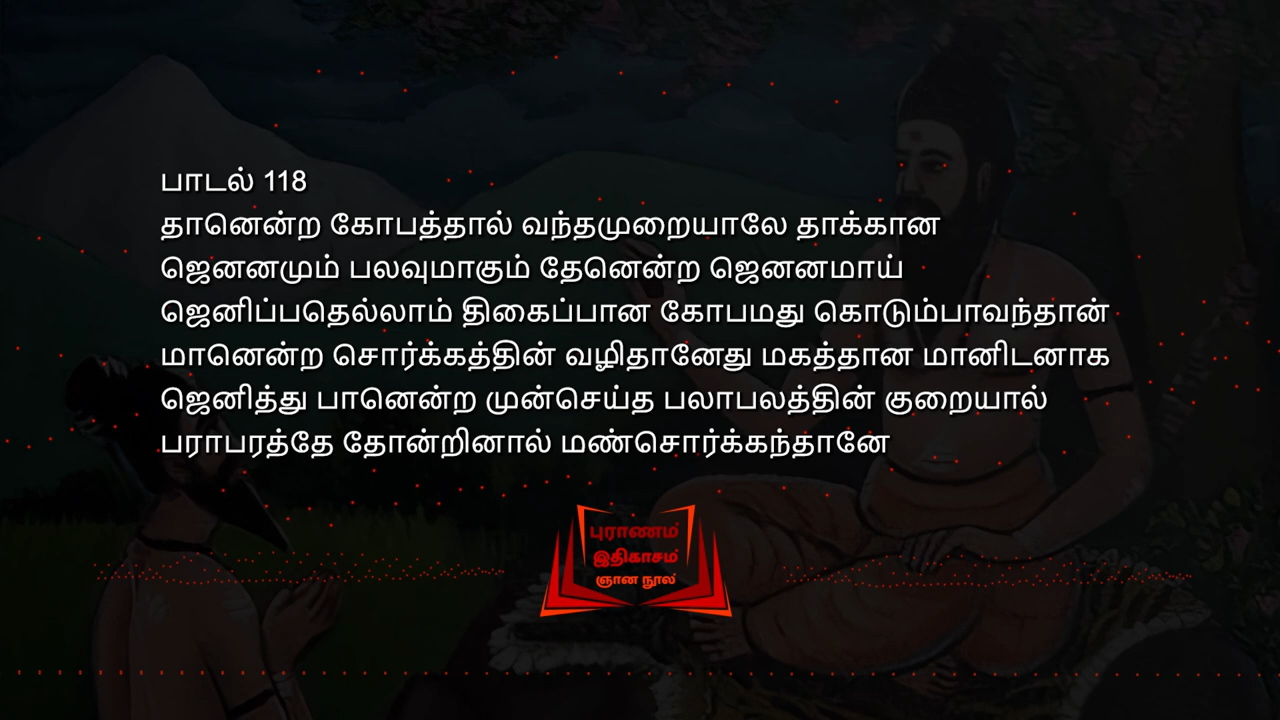 பாடல் 118
தானென்ற கோபத்தால் வந்தமுறையாலே தாக்கான
ஜெனனமும் பலவுமாகும் தேனென்ற ஜெனனமாய்
ஜெனிப்பதெல்லாம் திகைப்பான கோபமது கொடும்பாவந்தான்
மானென்ற சொர்க்கத்தின் வழிதானேது மகத்தான மானிடனாக
ஜெனித்து பானென்ற முன்செய்த பலாபலத்தின் குறையால்
பராபரத்தே தோன்றினால் மண்சொர்க்கந்தானே
புராணம்
இதிகாசம்
ஞான நூல்